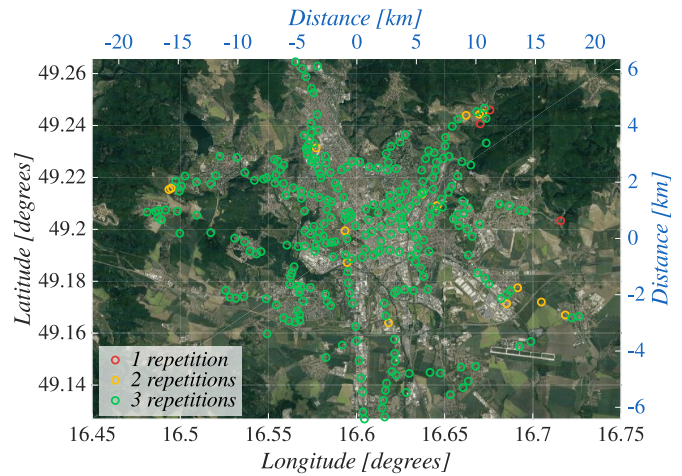 Distance [km]
-20 -15 -10 -5 0 5 10 15 20
49.26 6
49.24 4
49.22 2
49.2 0
49.18 -2
49.16 -4
49.14 -6
Latitude [degrees]
Distance [km]
1 repetition
2 repetitions
3 repetitions
16.45 16.5 16.55 16.6 16.65 16.7 16.75
Longitude [degrees]